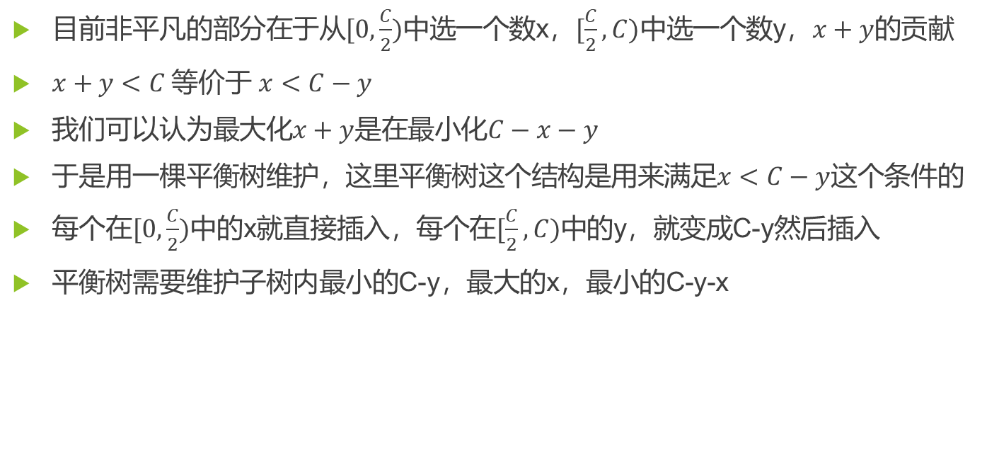 目前非平凡的部分在于从[0, C/2)中选一个数x，[C/2, C)中选一个数y，x + y的贡献
x + y < C 等价于 x < C − y
我们可以认为最大化x + y是在最小化C − x − y
于是用一棵平衡树维护，这里平衡树这个结构是用来满足x < C − y这个条件的
每个在[0, C/2)中的x就直接插入，每个在[C/2, C)中的y，就变成C-y然后插入
平衡树需要维护子树内最小的C-y，最大的x，最小的C-y-x